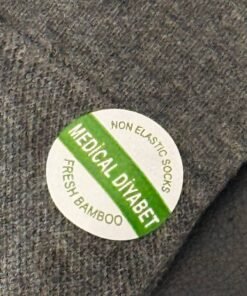 NON ELASTIC SOCKS
MEDİCAL DİYABET
FRESH BAMBOO